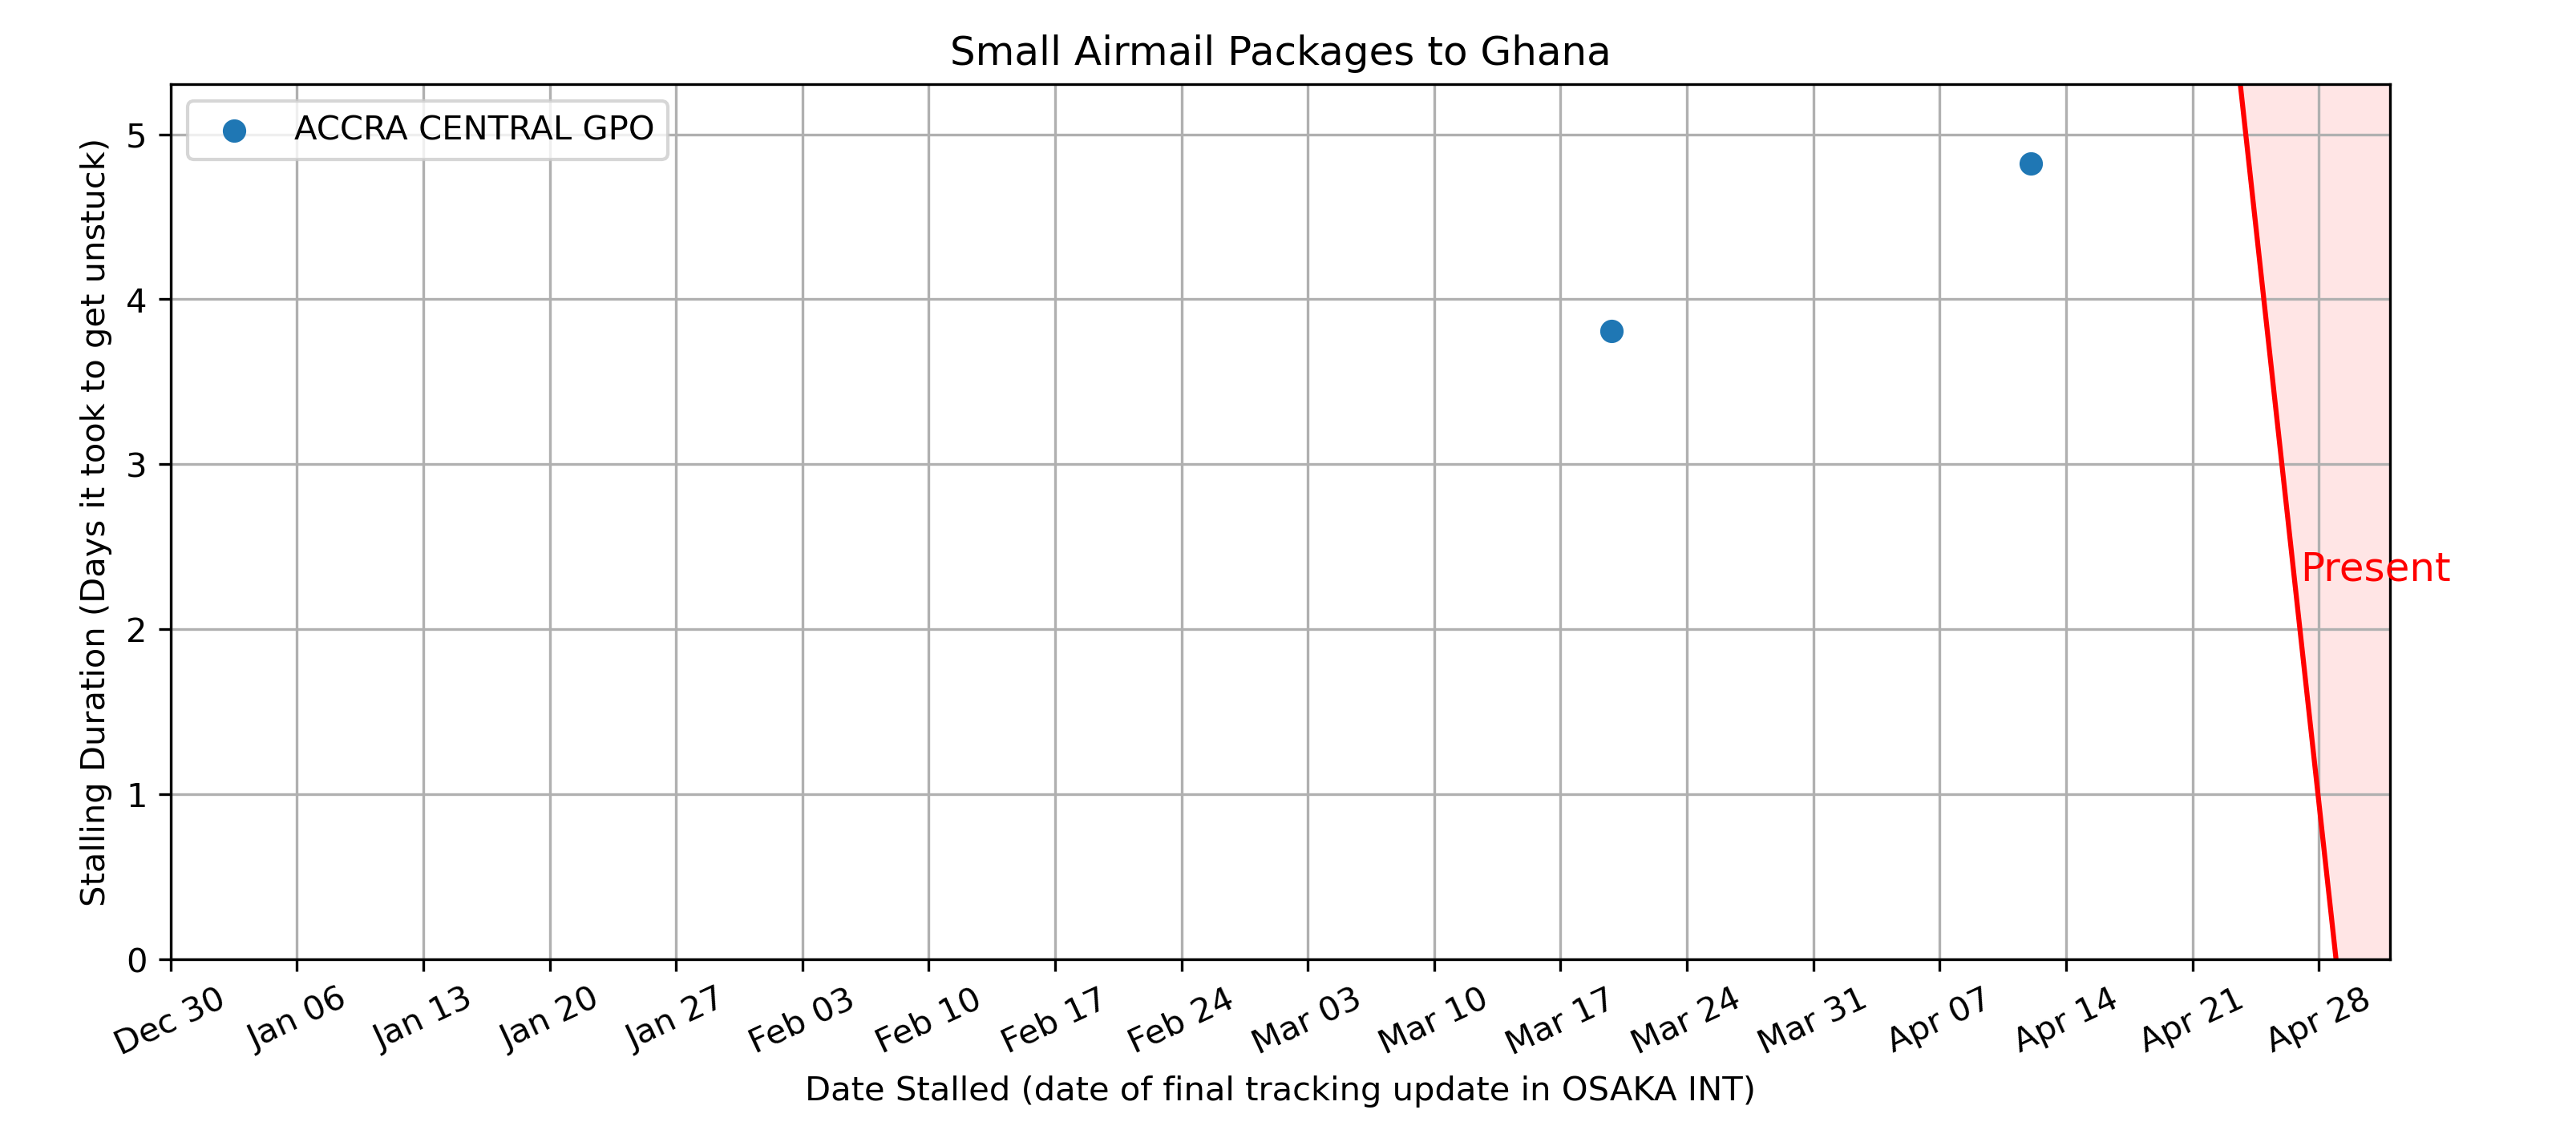 Small Airmail Packages to Ghana
ACCRA CENTRAL GPO
Stalling Duration (Days it took to get unstuck)
5
4
3
2
1
0
Present
Dec 30 Jan 06 Jan 13 Jan 20 Jan 27 Feb 03 Feb 10 Feb 17 Feb 24 Mar 03 Mar 10 Mar 17 Mar 24 Mar 31 Apr 07 Apr 14 Apr 21 Apr 28
Date Stalled (date of final tracking update in OSAKA INT)